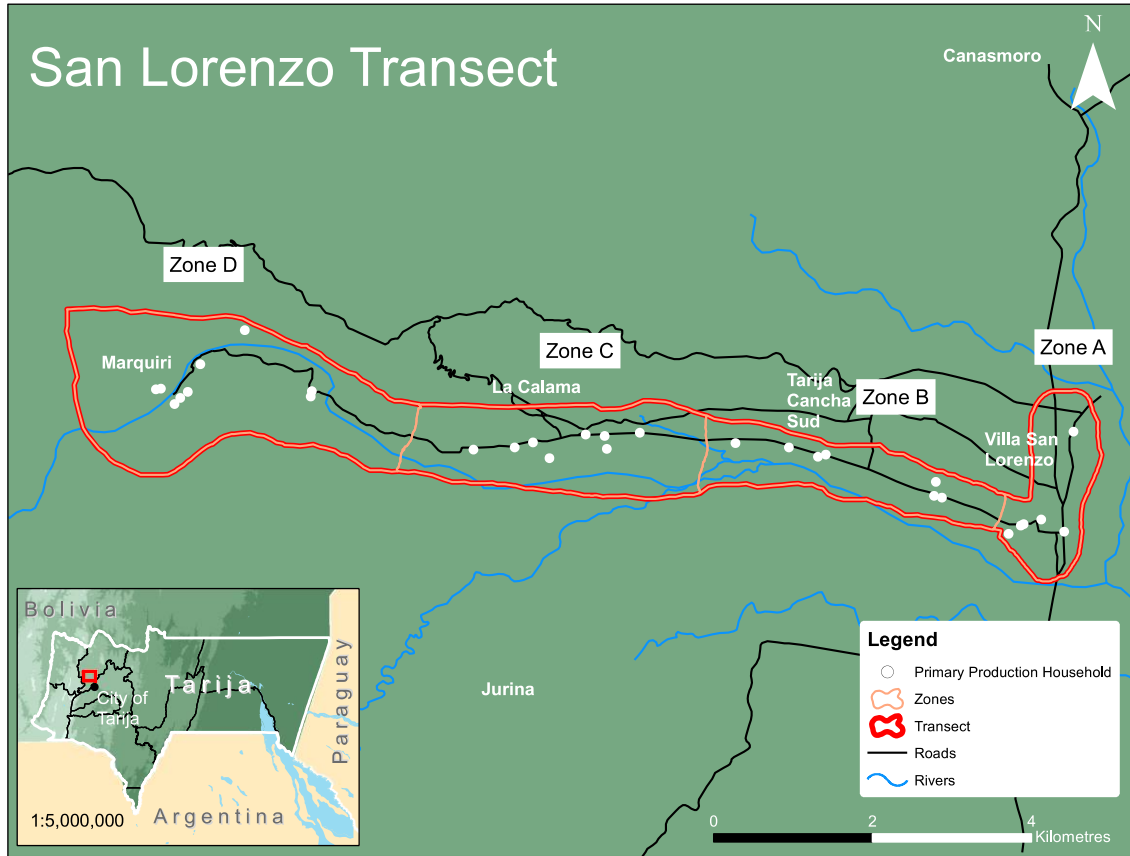 San Lorenzo Transect
Canasmoro
N
Zone D
Zone C
Zone A
Marquiri
La Calama
Tarija
Cancha
Sud
Zone B
Villa San
Lorenzo
Jurina
Bolivia
Tarija
City of
Tarija
Paraguay
Argentina
1:5,000,000
Legend
Primary Production Household
Zones
Transect
Roads
Rivers
0 2 4
Kilometres